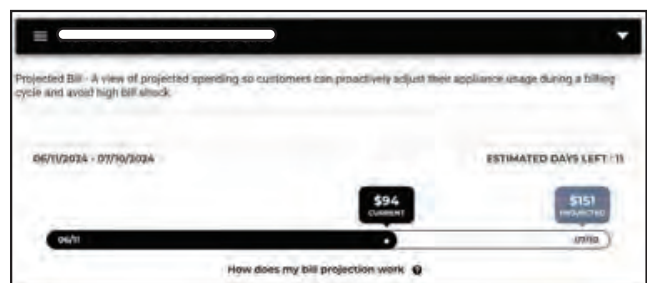 Projected Bill - A view of projected spending so customers can proactively adjust their appliance usage during a billing
cycle and avoid high bill shock.
06/11/2024 - 07/10/2024
ESTIMATED DAYS LEFT : 11
$94
CURRENT
$151
PROJECTED
06/11
07/10
How does my bill projection work ?